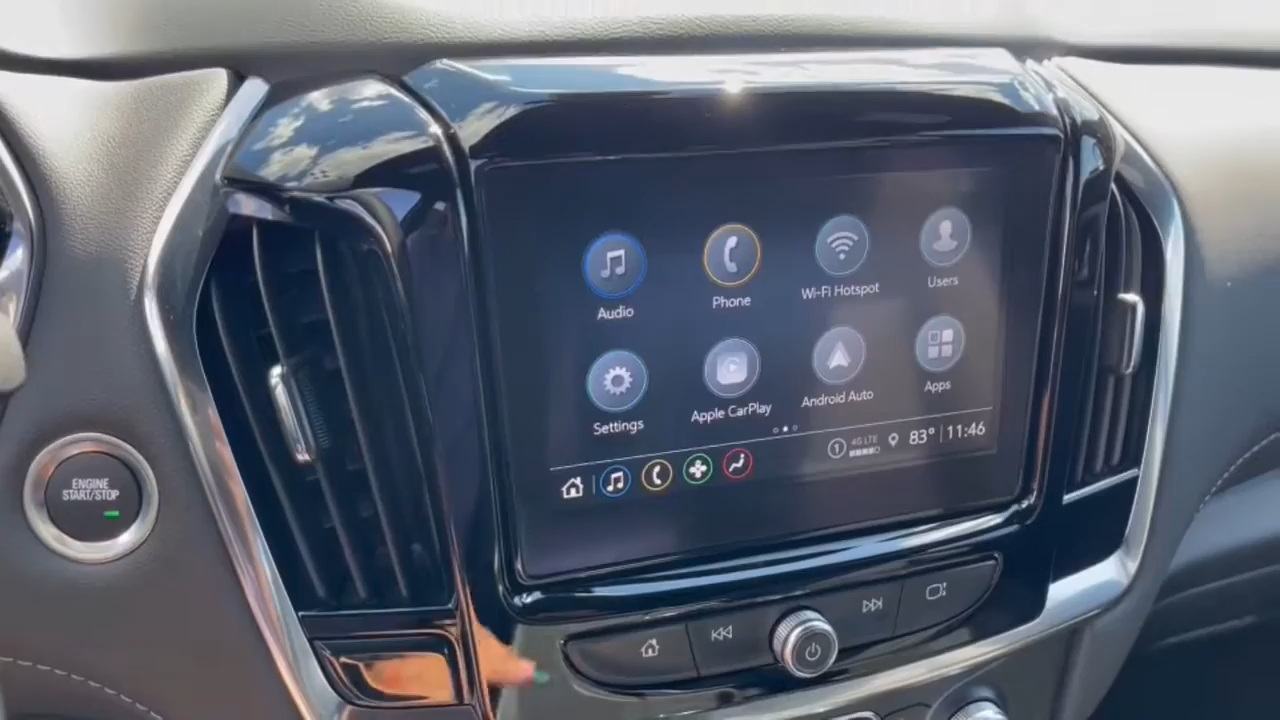 ENGINE
START/STOP
Audio
Phone
Wi-Fi Hotspot
Users
Settings
Apple CarPlay
Android Auto
Apps
1
4G LTE
83°
11:46